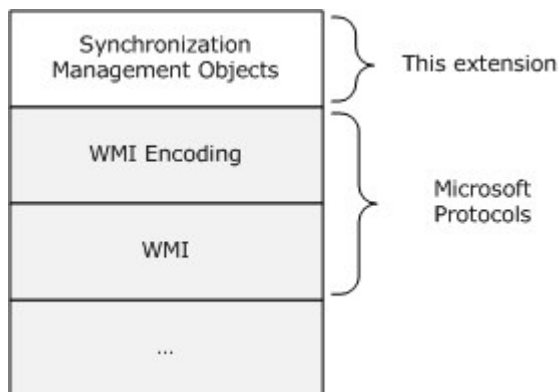 Synchronization
Management Objects
This extension
WMI Encoding
Microsoft
Protocols
WMI
...